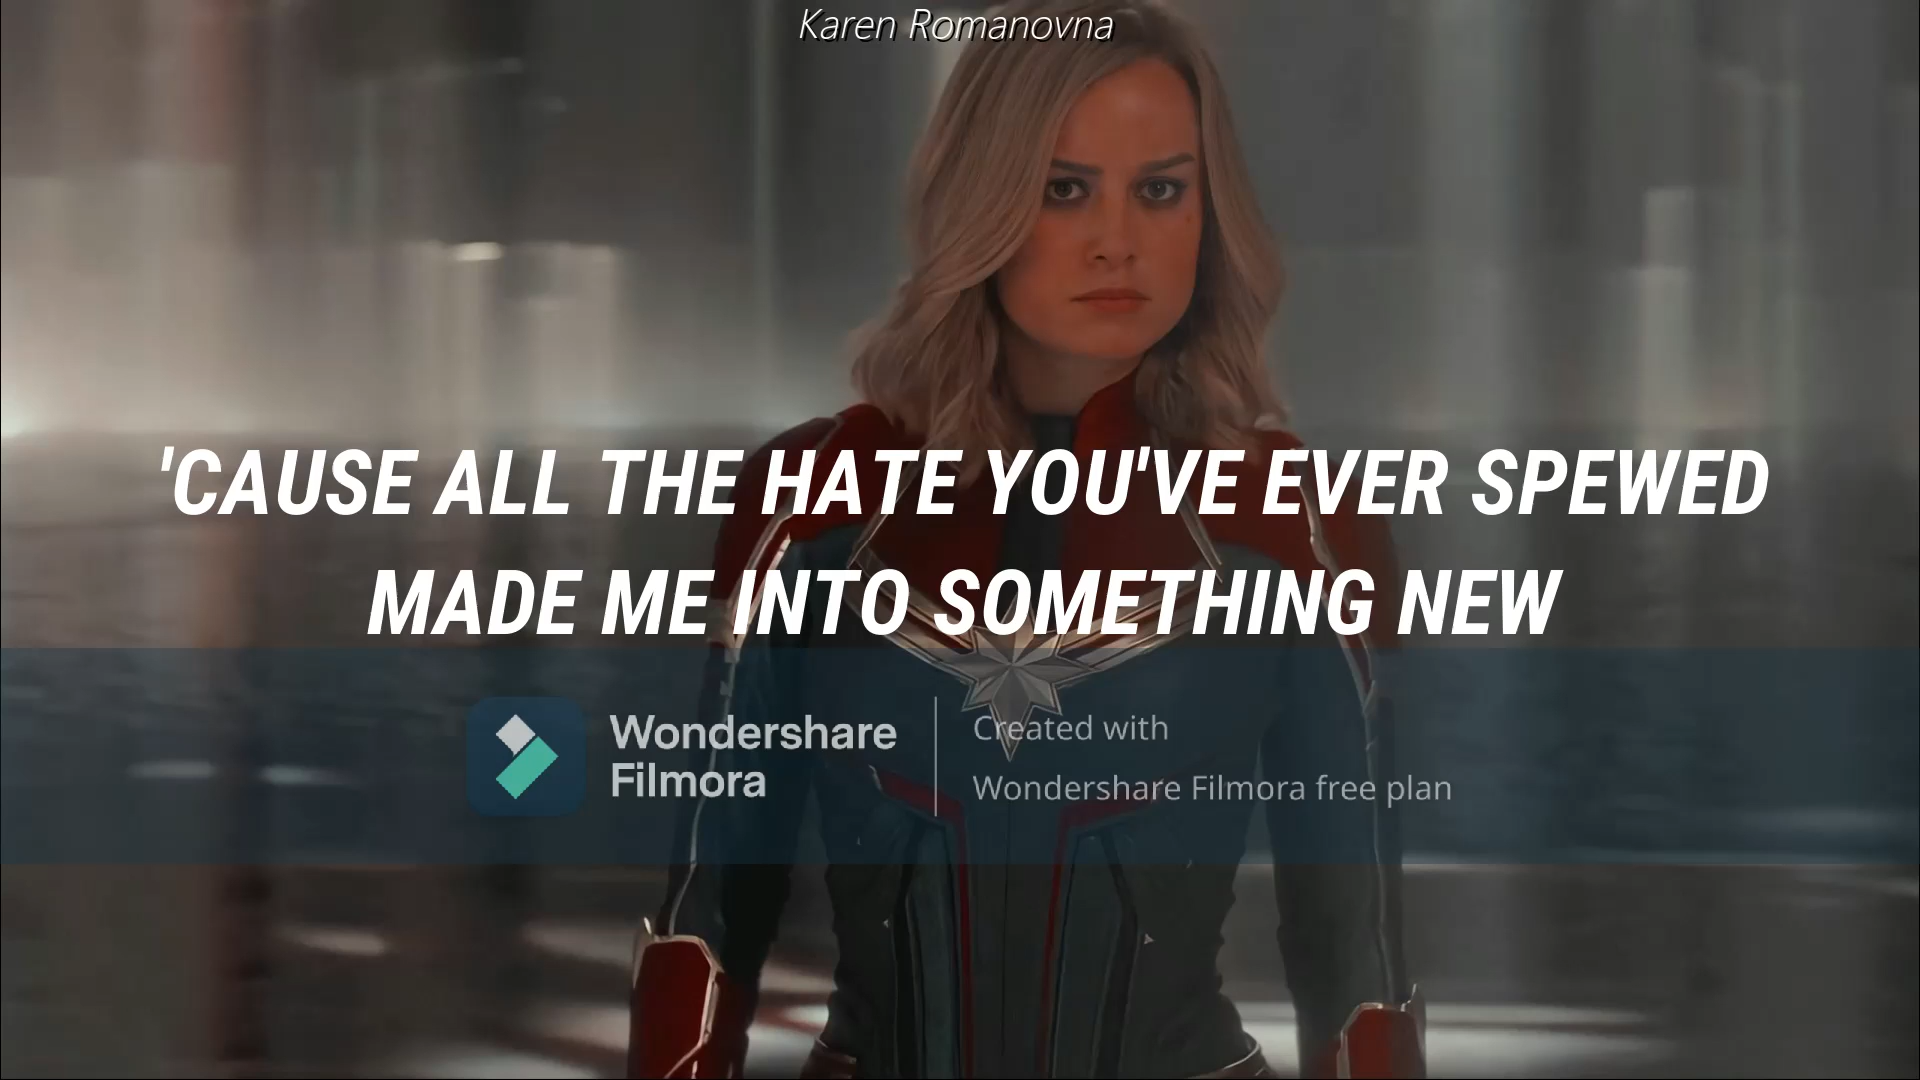 Karen Romanovna
'CAUSE ALL THE HATE YOU'VE EVER SPEWED
MADE ME INTO SOMETHING NEW
Wondershare
Filmora
Created with
Wondershare Filmora free plan